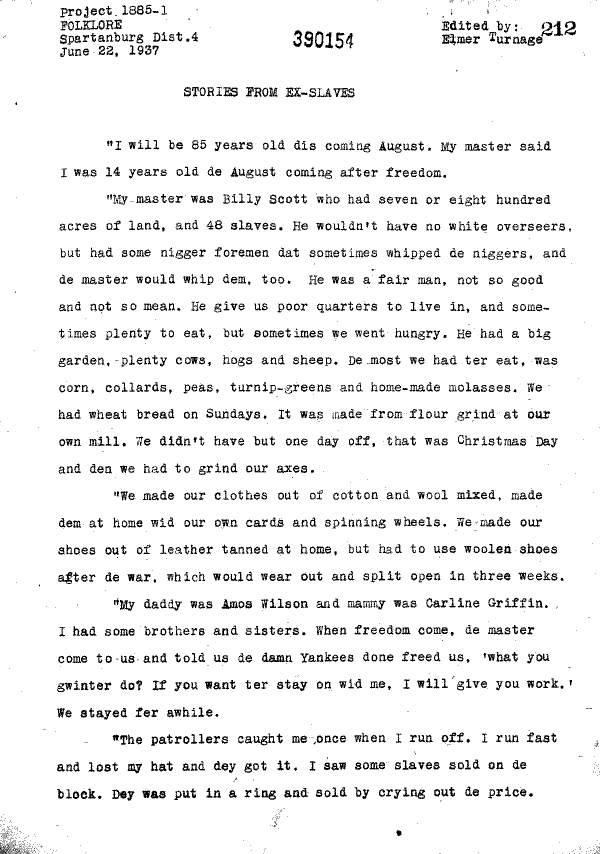 Project 1885-1
FOLKLORE
Spartanburg Dist.4
June 22, 1937
390154
Edited by:
Elmer Turnage
212
STORIES FROM EX-SLAVES
"I will be 85 years old dis coming August. My master said
I was 14 years old de August coming after freedom.
"My master was Billy Scott who had seven or eight hundred
acres of land, and 48 slaves. He wouldn't have no white overseers,
but had some nigger foremen dat sometimes whipped de niggers, and
de master would whip dem, too. He was a fair man, not so good
and not so mean. He give us poor quarters to live in, and some-
times plenty to eat, but sometimes we went hungry. He had a big
garden, plenty cows, hogs and sheep. De most we had ter eat, was
corn, collards, peas, turnip-greens and home-made molasses. We
had wheat bread on Sundays. It was made from flour grind at our
own mill. We didn't have but one day off, that was Christmas Day
and den we had to grind our axes.
"We made our clothes out of cotton and wool mixed, made
dem at home wid our own cards and spinning wheels. We made our
shoes out of leather tanned at home, but had to use woolen shoes
after de war, which would wear out and split open in three weeks.
"My daddy was Amos Wilson and mammy was Carline Griffin.
I had some brothers and sisters. When freedom come, de master
come to us and told us de damn Yankees done freed us, 'what you
gwinter do? If you want ter stay on wid me, I will give you work.'
We stayed fer awhile.
"The patrollers caught me once when I run off. I run fast
and lost my hat and dey got it. I saw some slaves sold on de
block. Dey was put in a ring and sold by crying out de price.